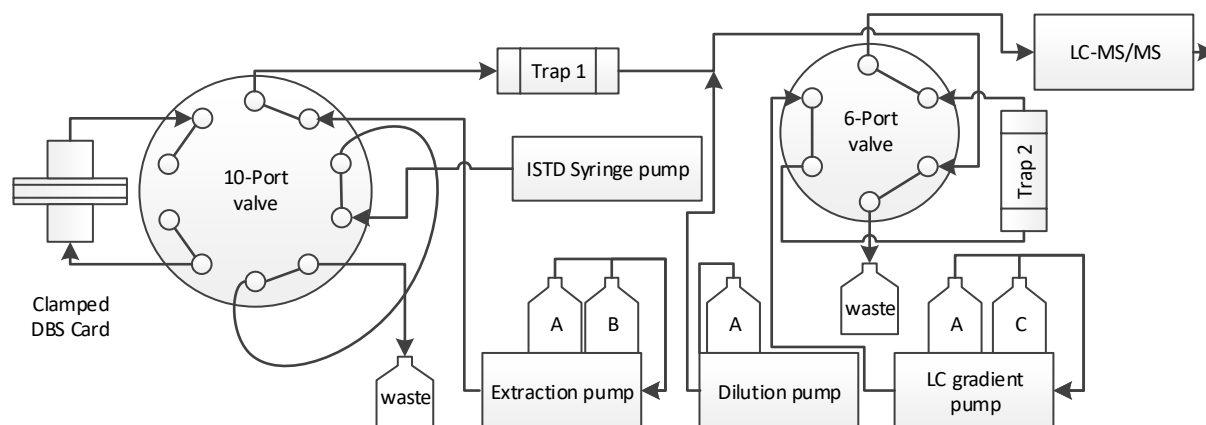 Trap 1
LC-MS/MS
6-Port
valve
Trap 2
10-Port
valve
ISTD Syringe pump
Clamped
DBS Card
A
B
A
waste
A
C
waste
Extraction pump
Dilution pump
LC gradient
pump